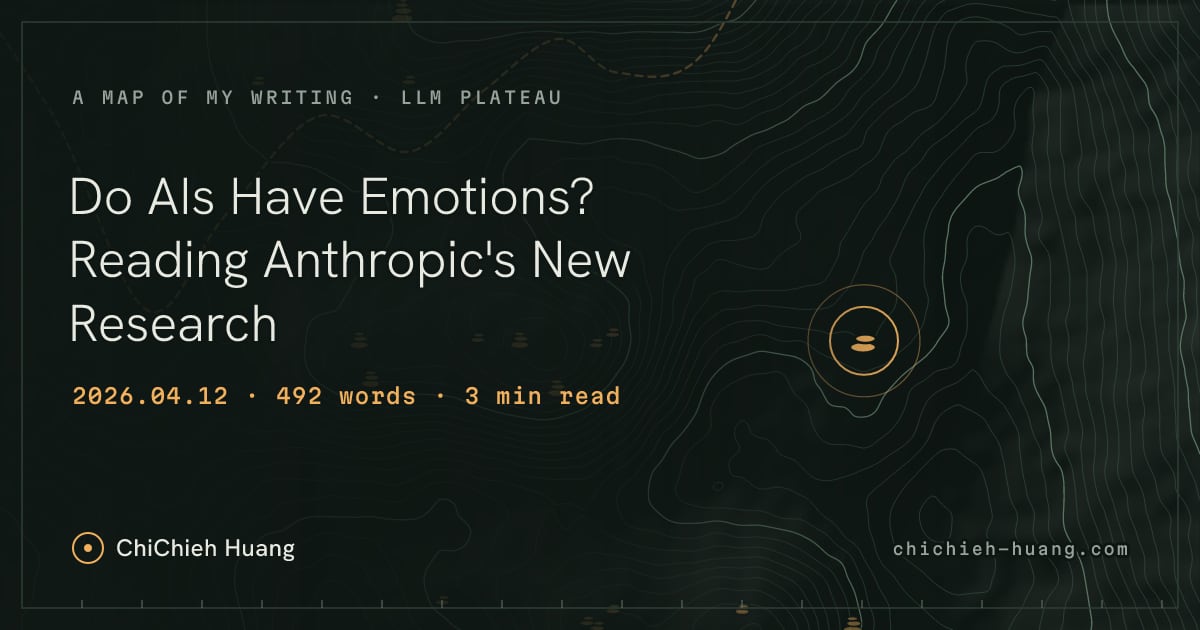 A MAP OF MY WRITING · LLM PLATEAU
Do AIs Have Emotions?
Reading Anthropic's New
Research
2026.04.12 · 492 words · 3 min read
ChiChieh Huang
chichieh-huang.com